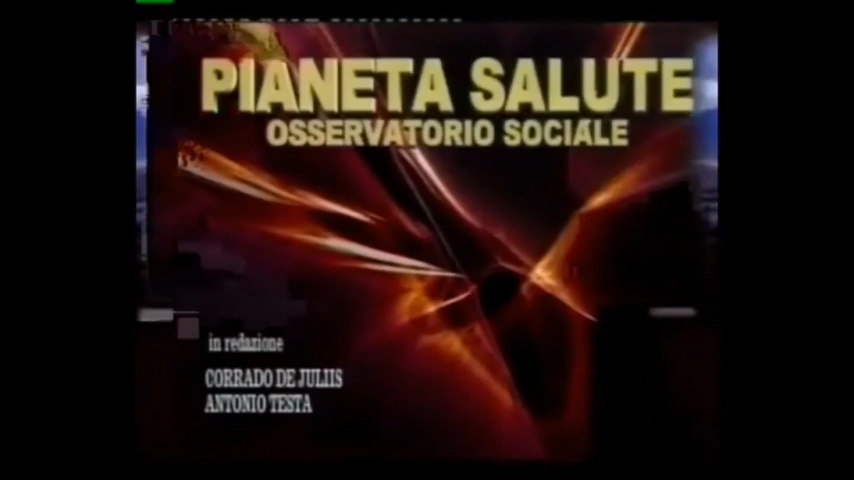 PIANETA SALUTE
OSSERVATORIO SOCIALE
in redazione
CORRADO DE JULIIS
ANTONIO TESTA